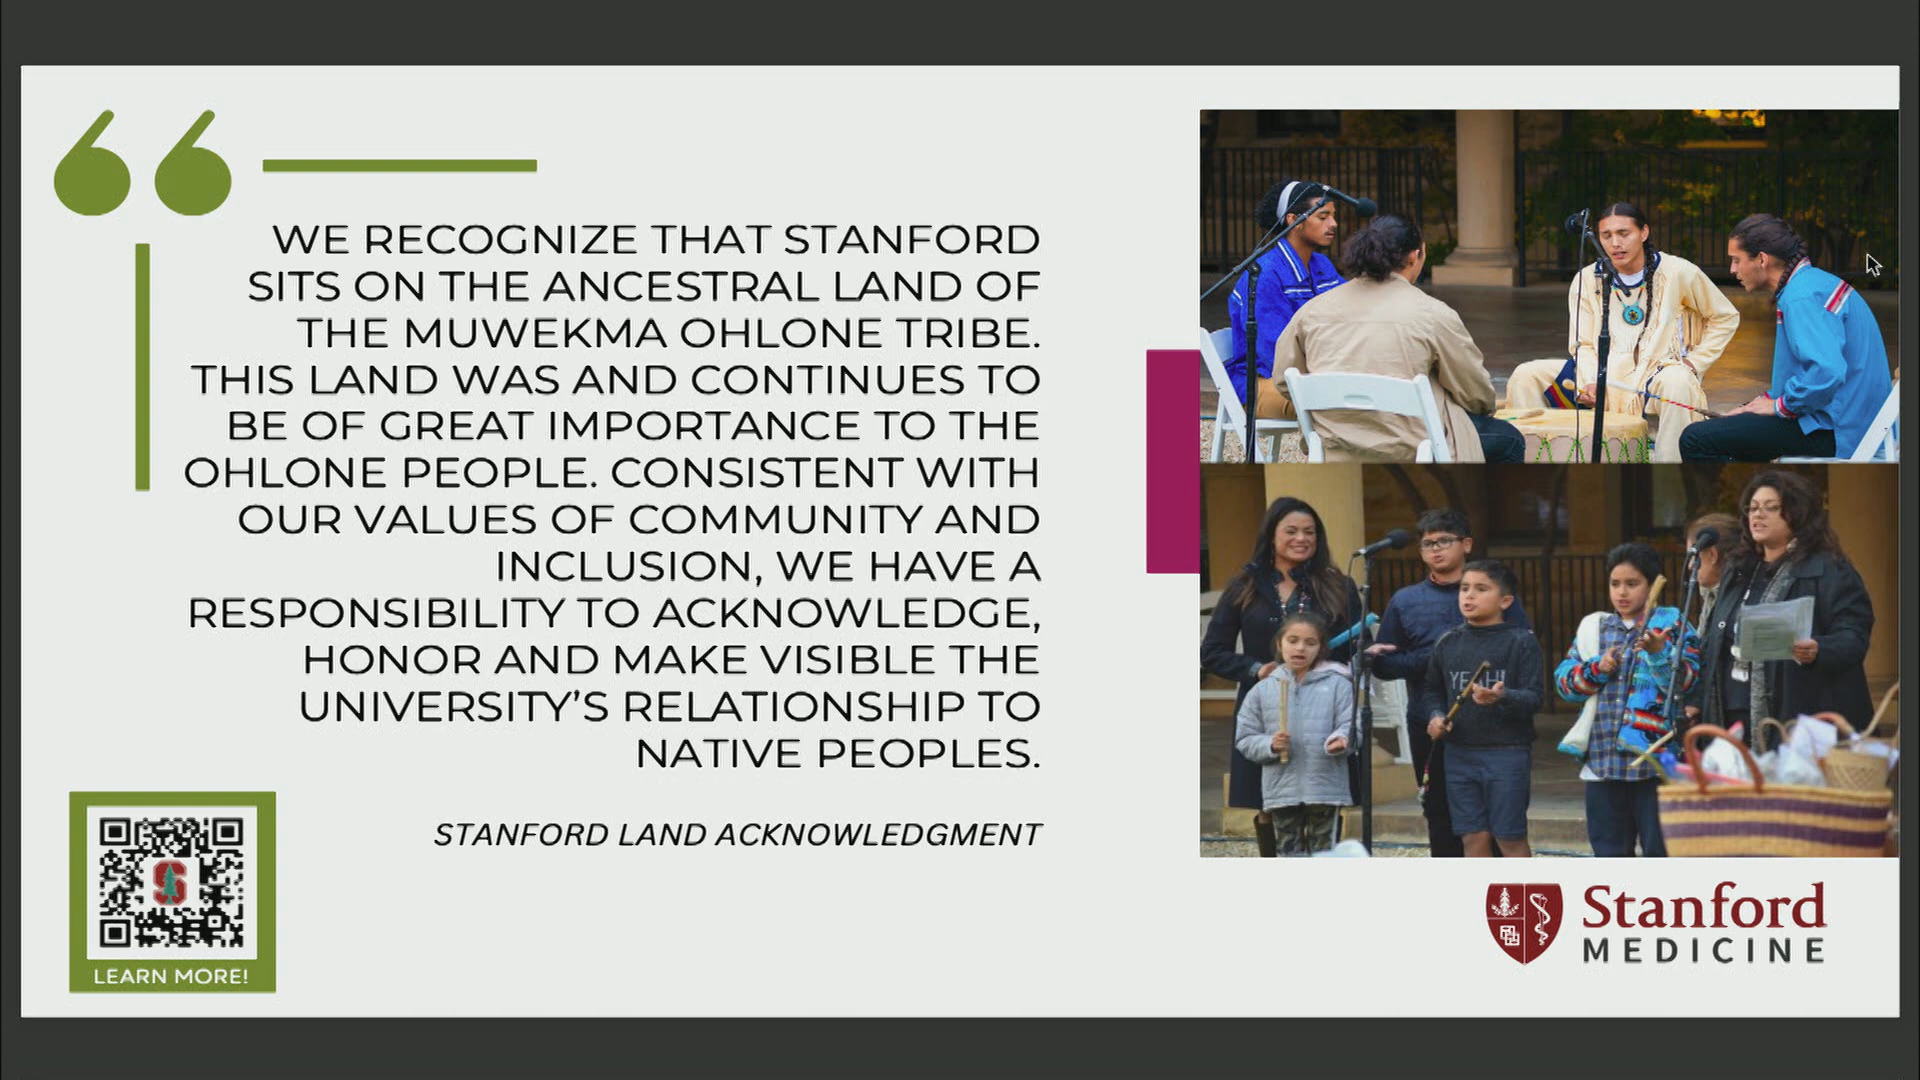 WE RECOGNIZE THAT STANFORD
SITS ON THE ANCESTRAL LAND OF
THE MUWEKMA OHLONE TRIBE.
THIS LAND WAS AND CONTINUES TO
BE OF GREAT IMPORTANCE TO THE
OHLONE PEOPLE. CONSISTENT WITH
OUR VALUES OF COMMUNITY AND
INCLUSION, WE HAVE A
RESPONSIBILITY TO ACKNOWLEDGE,
HONOR AND MAKE VISIBLE THE
UNIVERSITY’S RELATIONSHIP TO
NATIVE PEOPLES.
STANFORD LAND ACKNOWLEDGMENT
LEARN MORE!
YEAH!
Stanford
MEDICINE